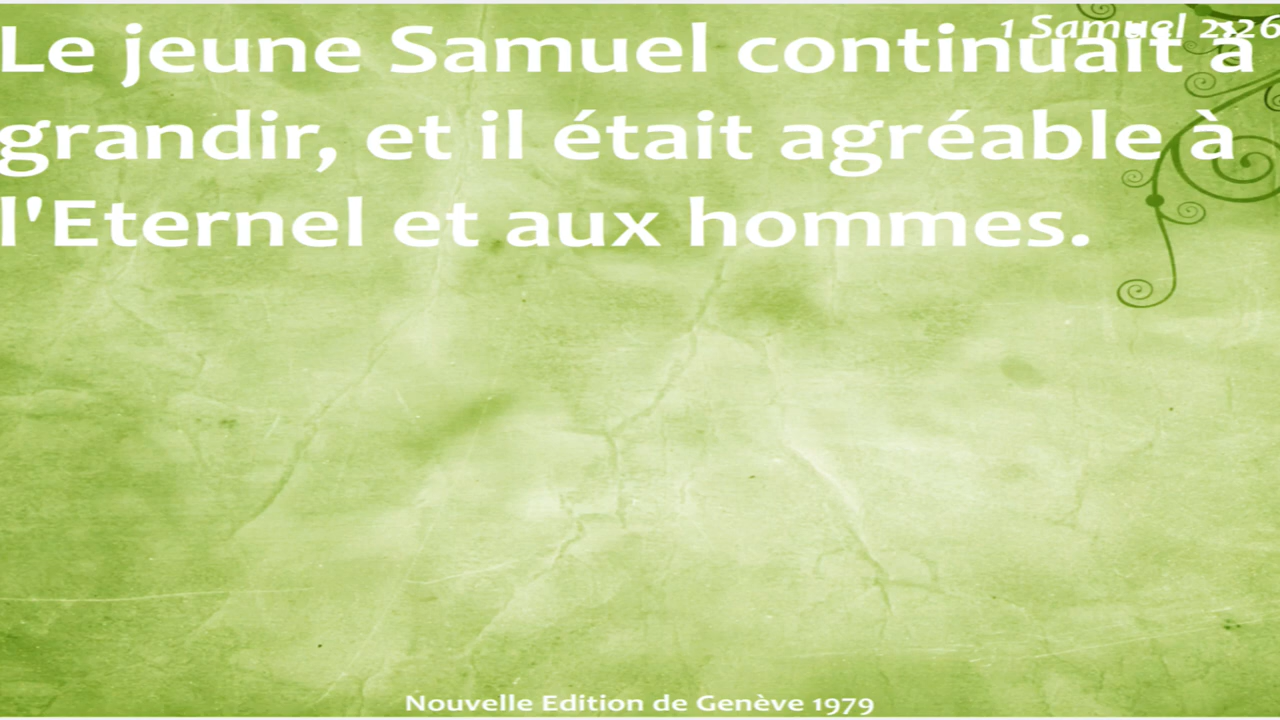 1 Samuel 2:26
Le jeune Samuel continuait à
grandir, et il était agréable à
l'Eternel et aux hommes.
Nouvelle Edition de Genève 1979